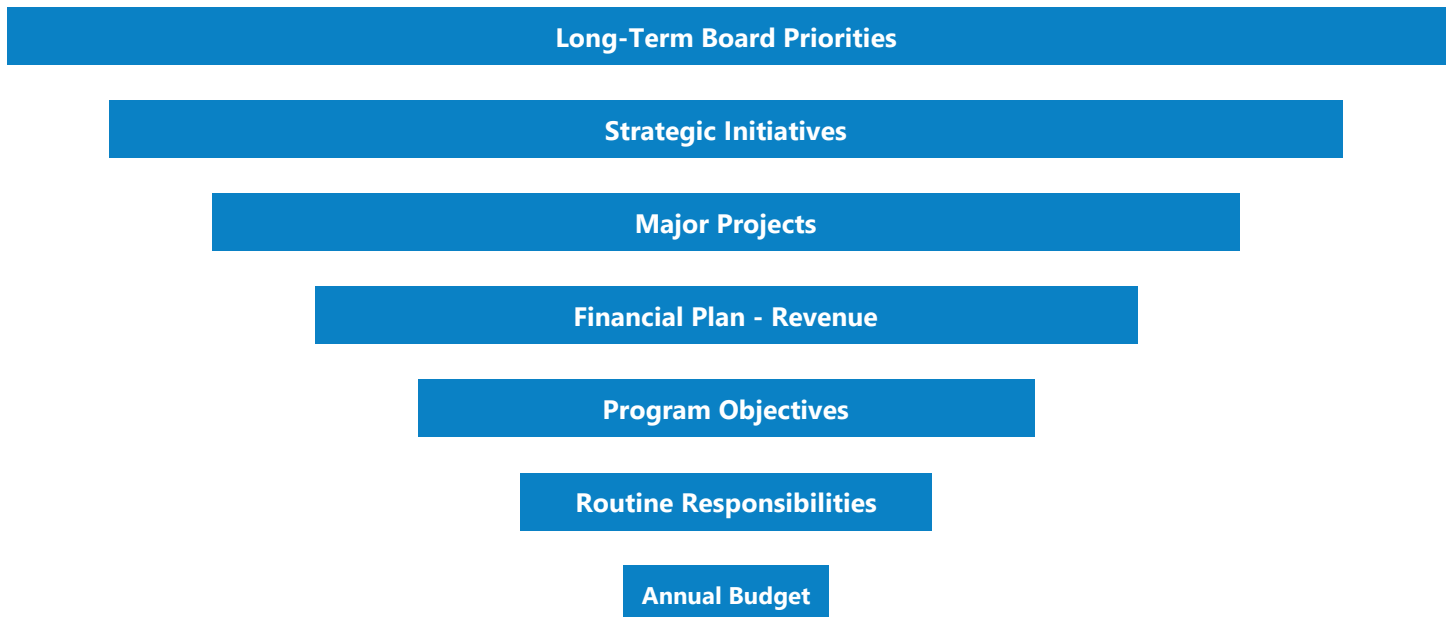 Long-Term Board Priorities
Strategic Initiatives
Major Projects
Financial Plan - Revenue
Program Objectives
Routine Responsibilities
Annual Budget